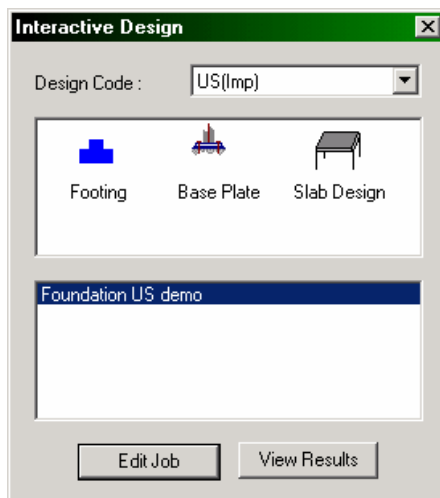 Interactive Design
Design Code :
US(Imp)
Footing
Base Plate
Slab Design
Foundation US demo
Edit Job
View Results